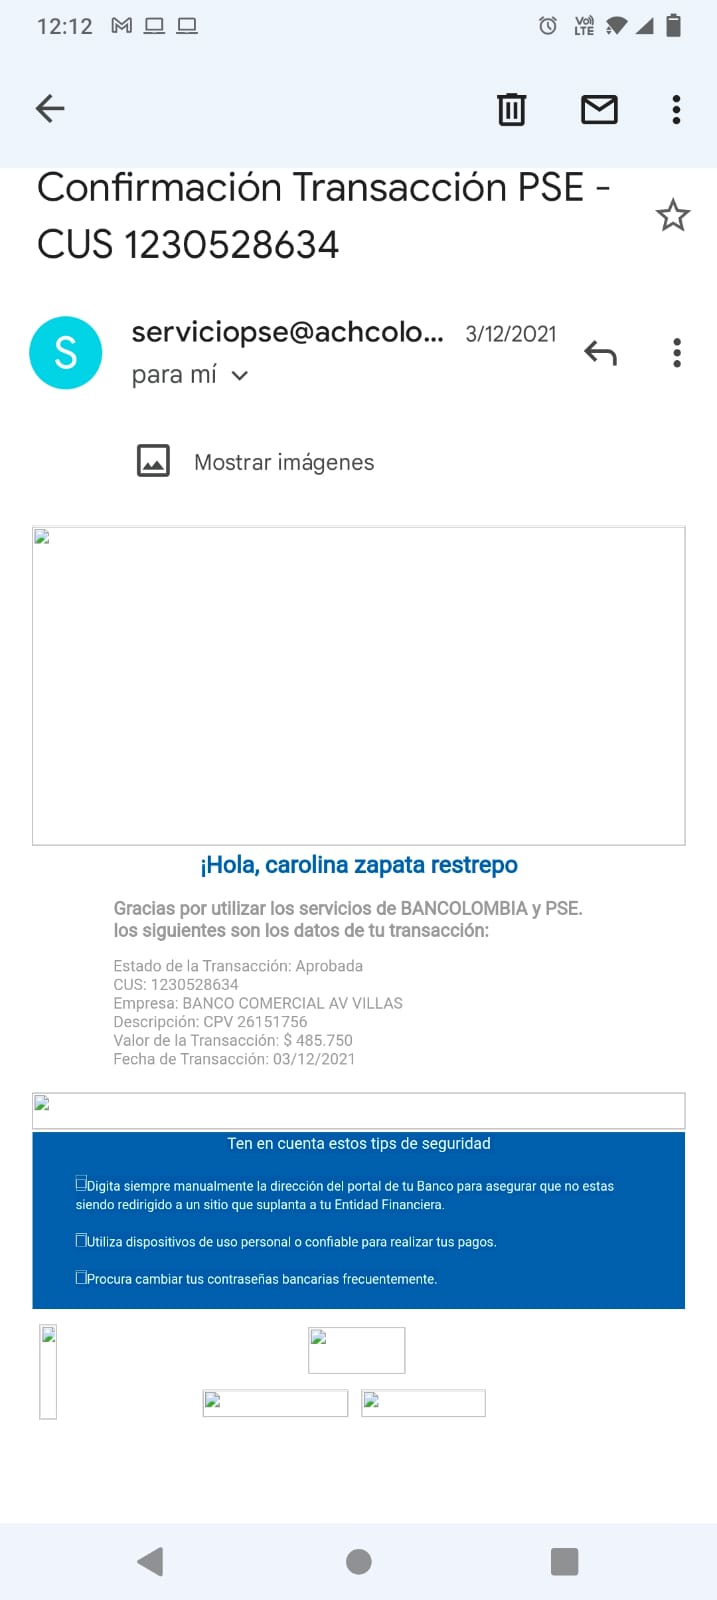 12:12
Vo)) LTE
Confirmación Transacción PSE -
CUS 1230528634
S
serviciopse@achcolo... 3/12/2021
para mí
Mostrar imágenes
¡Hola, carolina zapata restrepo
Gracias por utilizar los servicios de BANCOLOMBIA y PSE.
los siguientes son los datos de tu transacción:
Estado de la Transacción: Aprobada
CUS: 1230528634
Empresa: BANCO COMERCIAL AV VILLAS
Descripción: CPV 26151756
Valor de la Transacción: $ 485.750
Fecha de Transacción: 03/12/2021
Ten en cuenta estos tips de seguridad
Digita siempre manualmente la dirección del portal de tu Banco para asegurar que no estas
siendo redirigido a un sitio que suplanta a tu Entidad Financiera.
Utiliza dispositivos de uso personal o confiable para realizar tus pagos.
Procura cambiar tus contraseñas bancarias frecuentemente.